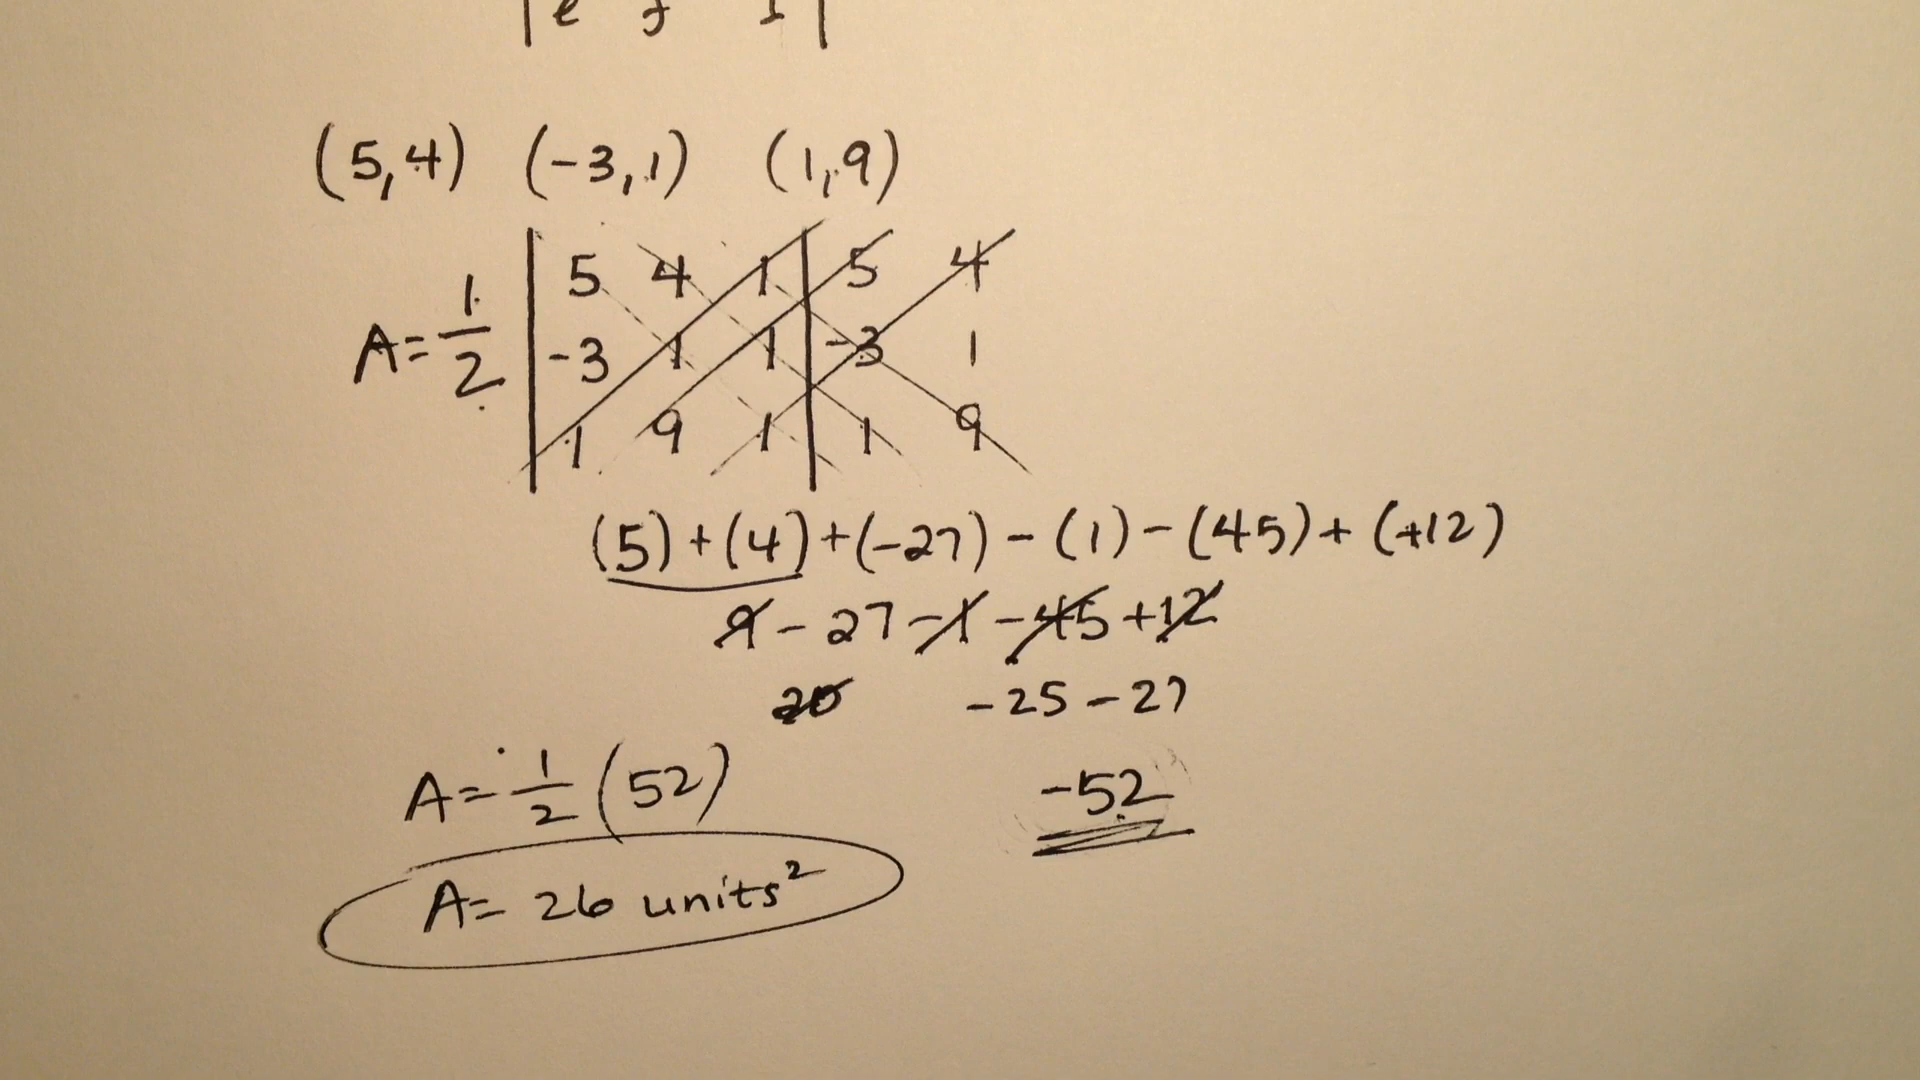 | e f 1 |
(5,4) (-3,1) (1,9)
5 4 1 5 4
A = 1/2 -3 1 1 -3 1
1 9 1 1 9
(5) + (4) + (-27) - (1) - (45) + (+12)
9 - 27 - 1 - 45 + 12
20 -25 - 27
A = 1/2 (52) -52
A = 26 units²